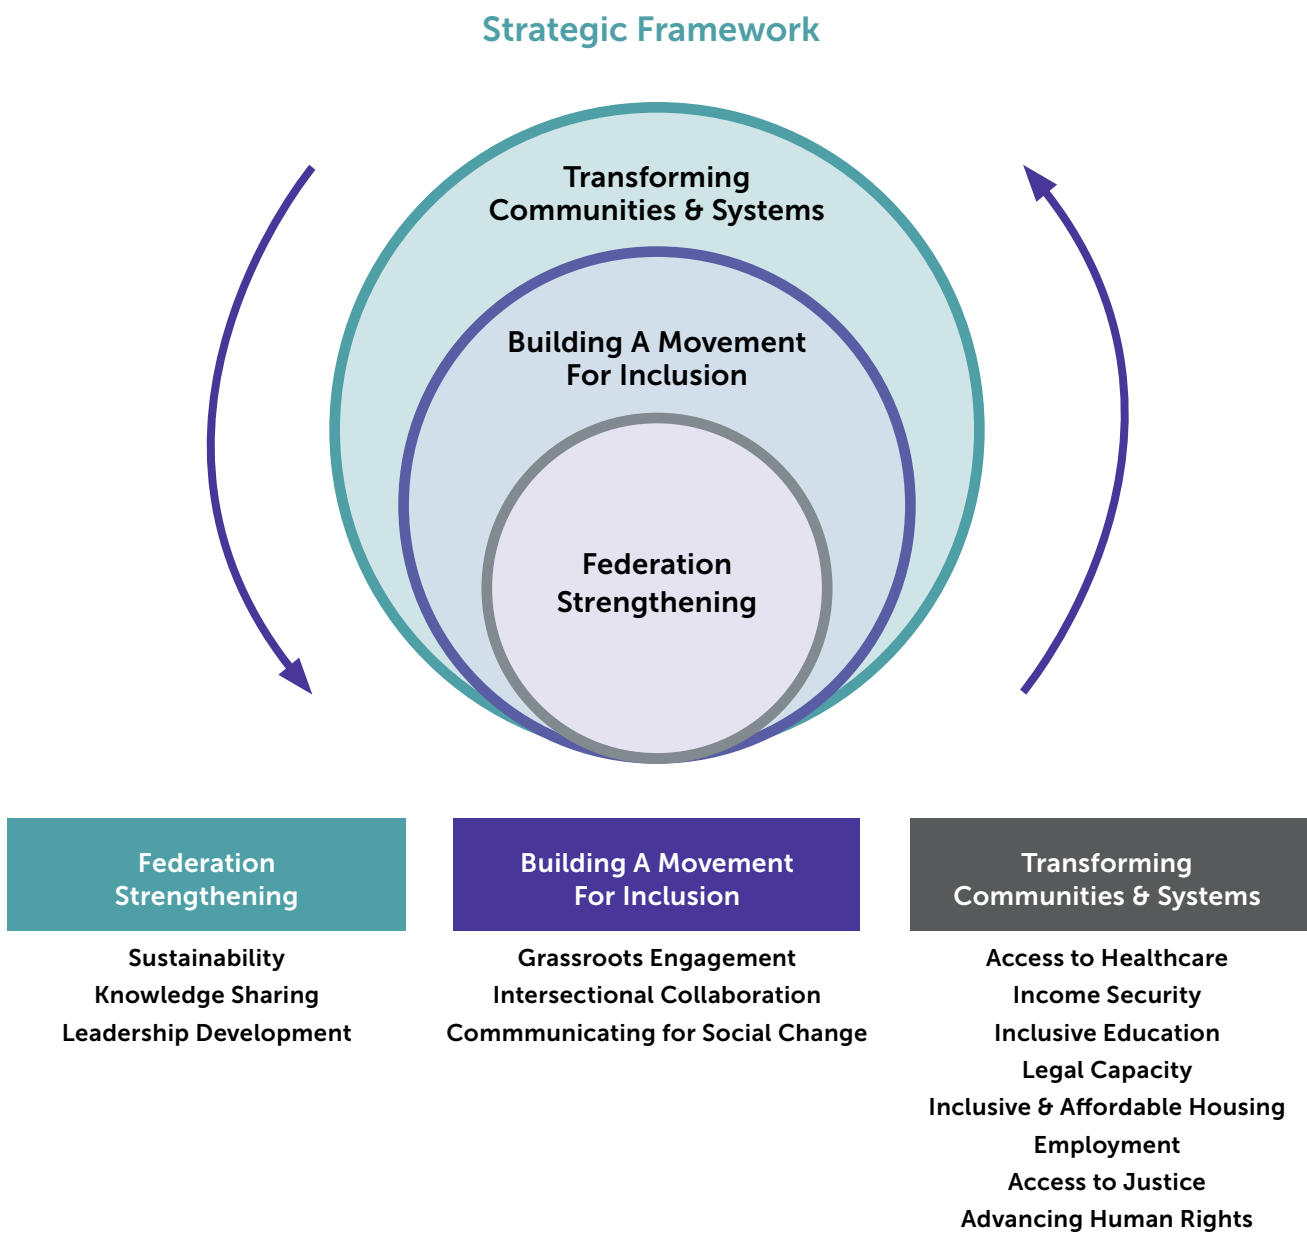 Strategic Framework
Transforming
Communities & Systems
Building A Movement
For Inclusion
Federation
Strengthening
Federation
Strengthening
Sustainability
Knowledge Sharing
Leadership Development
Building A Movement
For Inclusion
Grassroots Engagement
Intersectional Collaboration
Commmunicating for Social Change
Transforming
Communities & Systems
Access to Healthcare
Income Security
Inclusive Education
Legal Capacity
Inclusive & Affordable Housing
Employment
Access to Justice
Advancing Human Rights